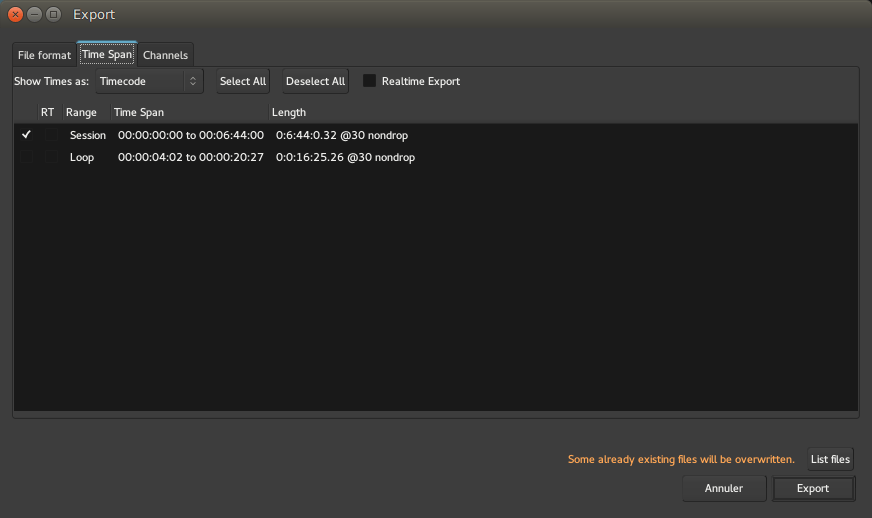 Export
File format Time Span Channels
Show Times as: Timecode Select All Deselect All Realtime Export
RT Range Time Span Length
Session 00:00:00:00 to 00:06:44:00 0:6:44:0.32 @30 nondrop
Loop 00:00:04:02 to 00:00:20:27 0:0:16:25.26 @30 nondrop
Some already existing files will be overwritten. List files
Annuler Export